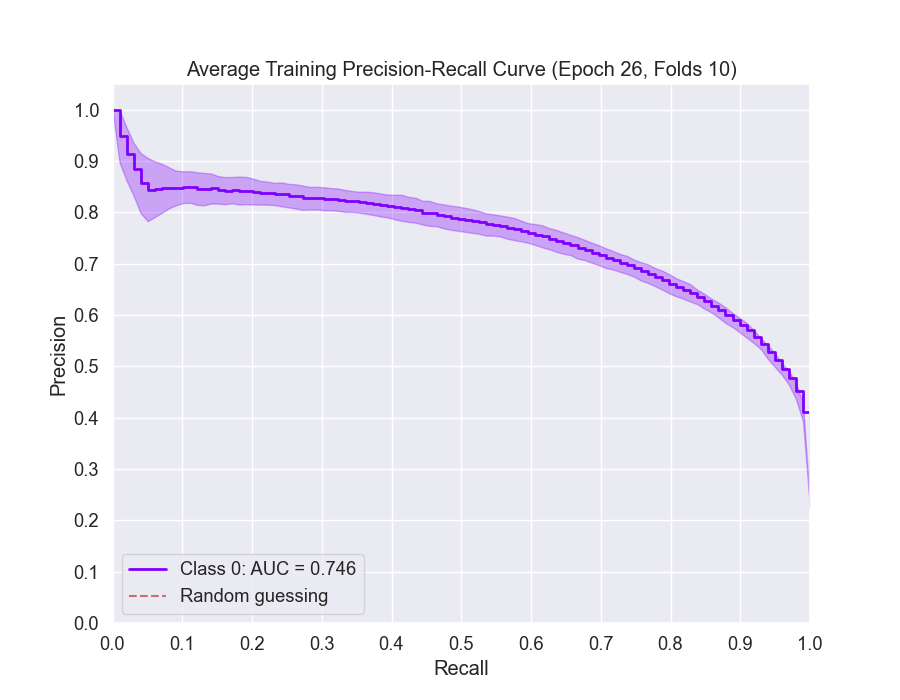 Average Training Precision-Recall Curve (Epoch 26, Folds 10)
Precision
1.0
0.9
0.8
0.7
0.6
0.5
0.4
0.3
0.2
0.1
0.0
Class 0: AUC = 0.746
Random guessing
0.0 0.1 0.2 0.3 0.4 0.5 0.6 0.7 0.8 0.9 1.0
Recall